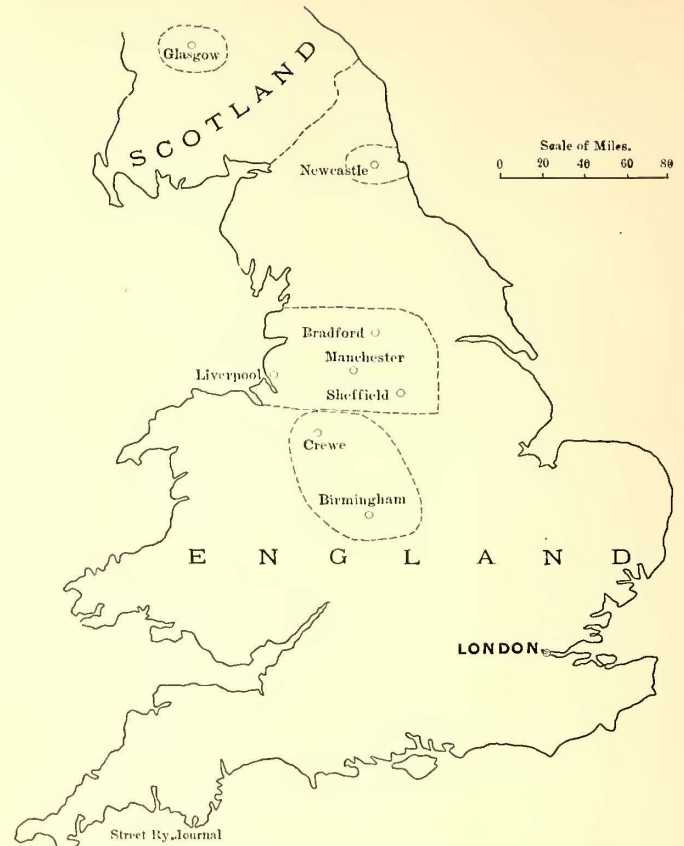 Glasgow
SCOTLAND
Scale of Miles.
0 20 40 60 80
Newcastle
Bradford
Manchester
Liverpool
Sheffield
Crewe
Birmingham
ENGLAND
LONDON
Street Ry. Journal